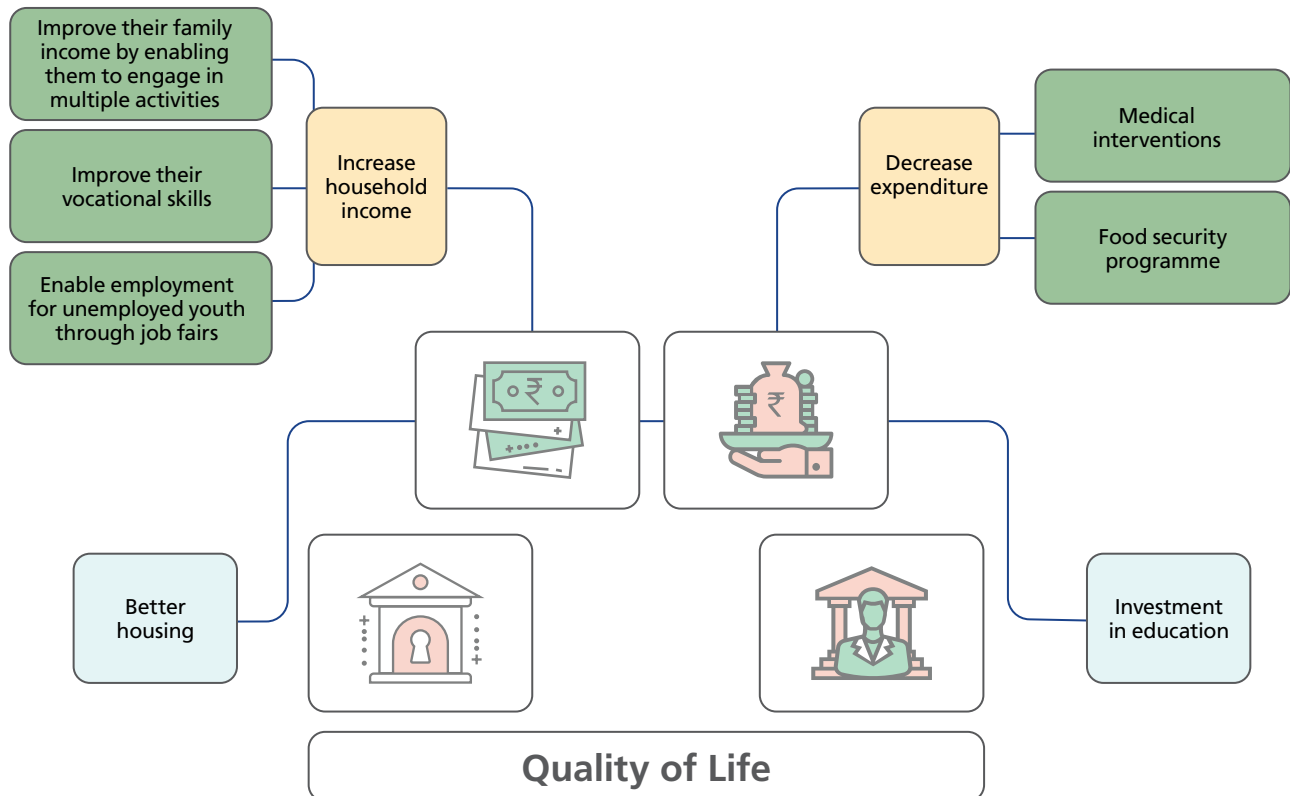 Improve their family
income by enabling
them to engage in
multiple activities
Improve their
vocational skills
Enable employment
for unemployed youth
through job fairs
Increase
household
income
Decrease
expenditure
Medical
interventions
Food security
programme
₹
₹
Better
housing
Investment
in education
Quality of Life